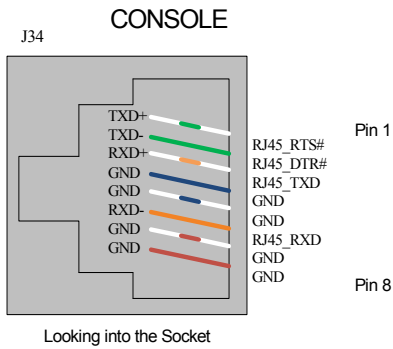 CONSOLE
J34
TXD+
TXD-
RXD+
GND
GND
RXD-
GND
GND
Pin 1
RJ45_RTS#
RJ45_DTR#
RJ45_TXD
GND
GND
RJ45_RXD
GND
GND
Pin 8
Looking into the Socket